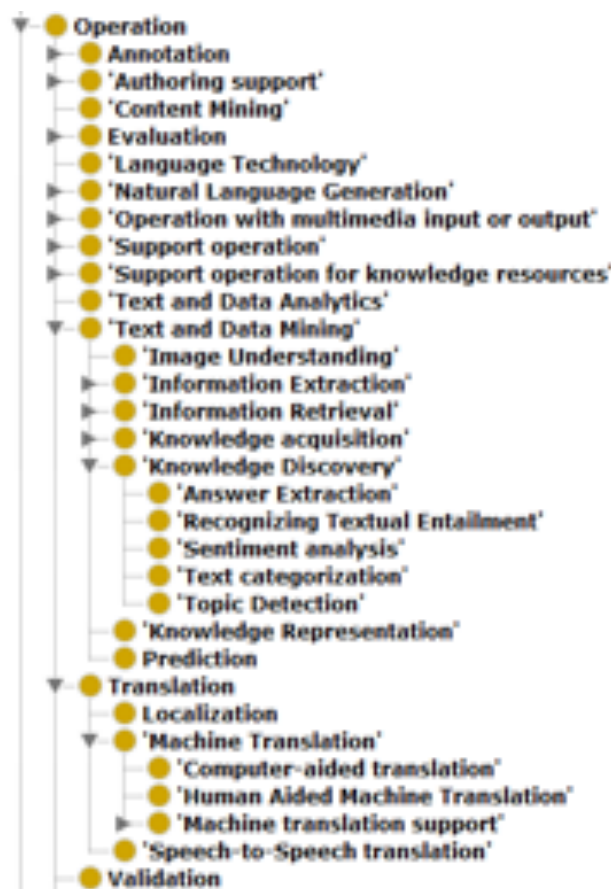 Operation
Annotation
'Authoring support'
'Content Mining'
Evaluation
'Language Technology'
'Natural Language Generation'
'Operation with multimedia input or output'
'Support operation'
'Support operation for knowledge resources'
'Text and Data Analytics'
'Text and Data Mining'
'Image Understanding'
'Information Extraction'
'Information Retrieval'
'Knowledge acquisition'
'Knowledge Discovery'
'Answer Extraction'
'Recognizing Textual Entailment'
'Sentiment analysis'
'Text categorization'
'Topic Detection'
'Knowledge Representation'
Prediction
Translation
Localization
'Machine Translation'
'Computer-aided translation'
'Human Aided Machine Translation'
'Machine translation support'
'Speech-to-Speech translation'
Validation